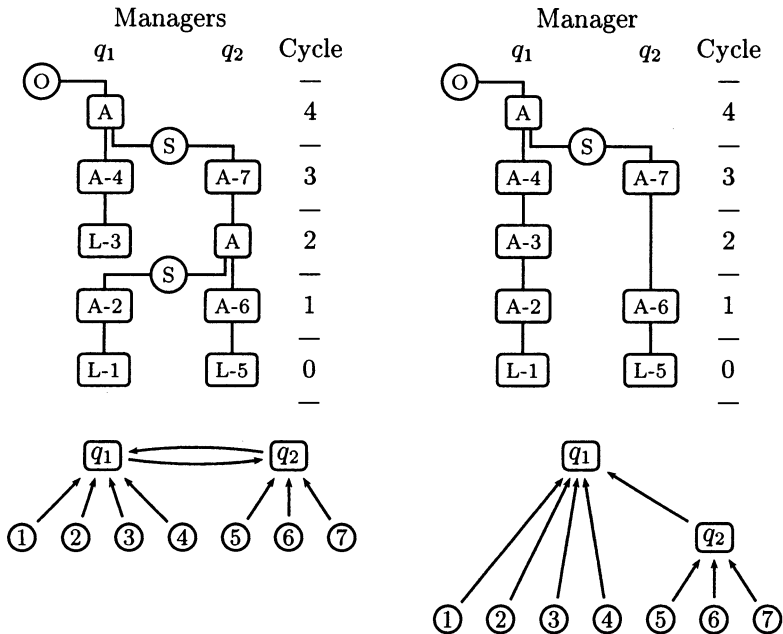 Managers Manager
q₁ q₂ Cycle q₁ q₂ Cycle
O O
A 4 A 4
S S
A-4 A-7 3 A-4 A-7 3
L-3 A 2 A-3 2
S
A-2 A-6 1 A-2 A-6 1
L-1 L-5 0 L-1 L-5 0
q₁ q₂ q₁
1 2 3 4 5 6 7 q₂
1 2 3 4 5 6 7